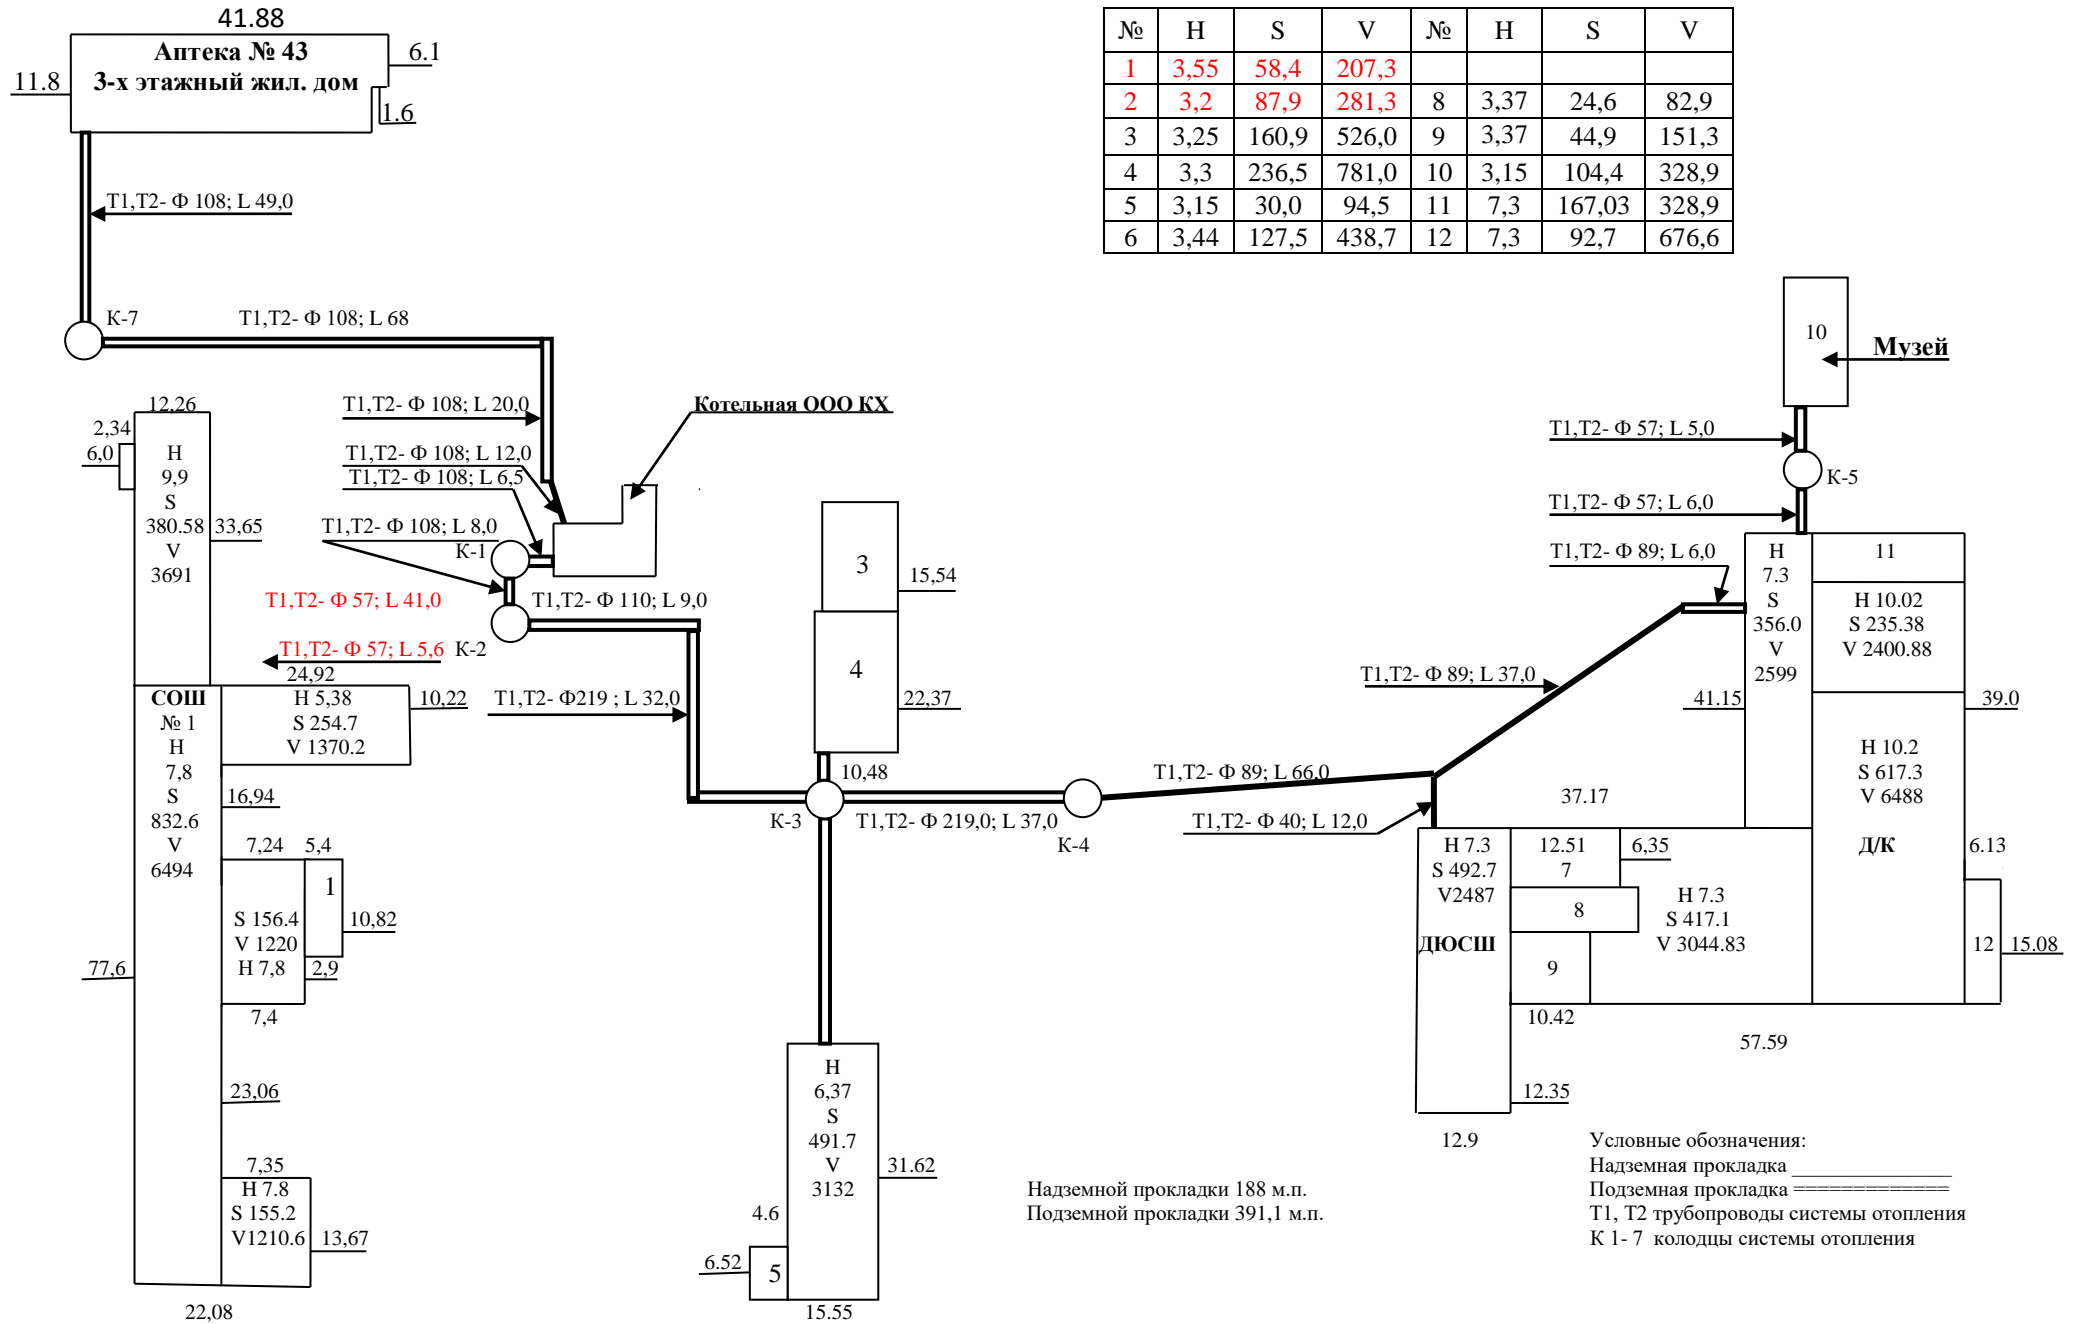 41.88
Аптека № 43
3-х этажный жил. дом
6.1
11.8
1.6
№ H S V № H S V
1 3,55 58,4 207,3
2 3,2 87,9 281,3 8 3,37 24,6 82,9
3 3,25 160,9 526,0 9 3,37 44,9 151,3
4 3,3 236,5 781,0 10 3,15 104,4 328,9
5 3,15 30,0 94,5 11 7,3 167,03 328,9
6 3,44 127,5 438,7 12 7,3 92,7 676,6
Т1,Т2- Ф 108; L 49,0
К-7
Т1,Т2- Ф 108; L 68
Т1,Т2- Ф 108; L 20,0
Т1,Т2- Ф 108; L 12,0
Т1,Т2- Ф 108; L 6,5
Т1,Т2- Ф 108; L 8,0
К-1
Котельная ООО КХ
Т1,Т2- Ф 57; L 41,0
Т1,Т2- Ф 110; L 9,0
Т1,Т2- Ф 57; L 5,6
К-2
Т1,Т2- Ф219 ; L 32,0
12,26
2,34
6,0
H
9,9
S
380.58
V
3691
33,65
24,92
СОШ
№ 1
H
7,8
S
832.6
V
6494
H 5,38
S 254.7
V 1370.2
10,22
16,94
7,24
5,4
1
S 156.4
V 1220
H 7,8
10,82
2,9
77,6
7,4
23,06
7,35
H 7.8
S 155.2
V1210.6
13,67
22,08
3
15,54
4
22,37
10,48
К-3
Т1,Т2- Ф 219,0; L 37,0
К-4
H
6,37
S
491.7
V
3132
31.62
4.6
6.52
5
15.55
Т1,Т2- Ф 89; L 66,0
Т1,Т2- Ф 40; L 12,0
Т1,Т2- Ф 89; L 37,0
10
Музей
Т1,Т2- Ф 57; L 5,0
К-5
Т1,Т2- Ф 57; L 6,0
Т1,Т2- Ф 89; L 6,0
H
7.3
S
356.0
V
2599
11
H 10.02
S 235.38
V 2400.88
41.15
39.0
H 10.2
S 617.3
V 6488
Д/К
37.17
H 7.3
S 492.7
V2487
ДЮСШ
12.51
7
6,35
8
9
H 7.3
S 417.1
V 3044.83
6.13
12
15.08
10.42
57.59
12.35
12.9
Надземной прокладки 188 м.п.
Подземной прокладки 391,1 м.п.
Условные обозначения:
Надземная прокладка ________________
Подземная прокладка =============
Т1, Т2 трубопроводы системы отопления
К 1- 7 колодцы системы отопления